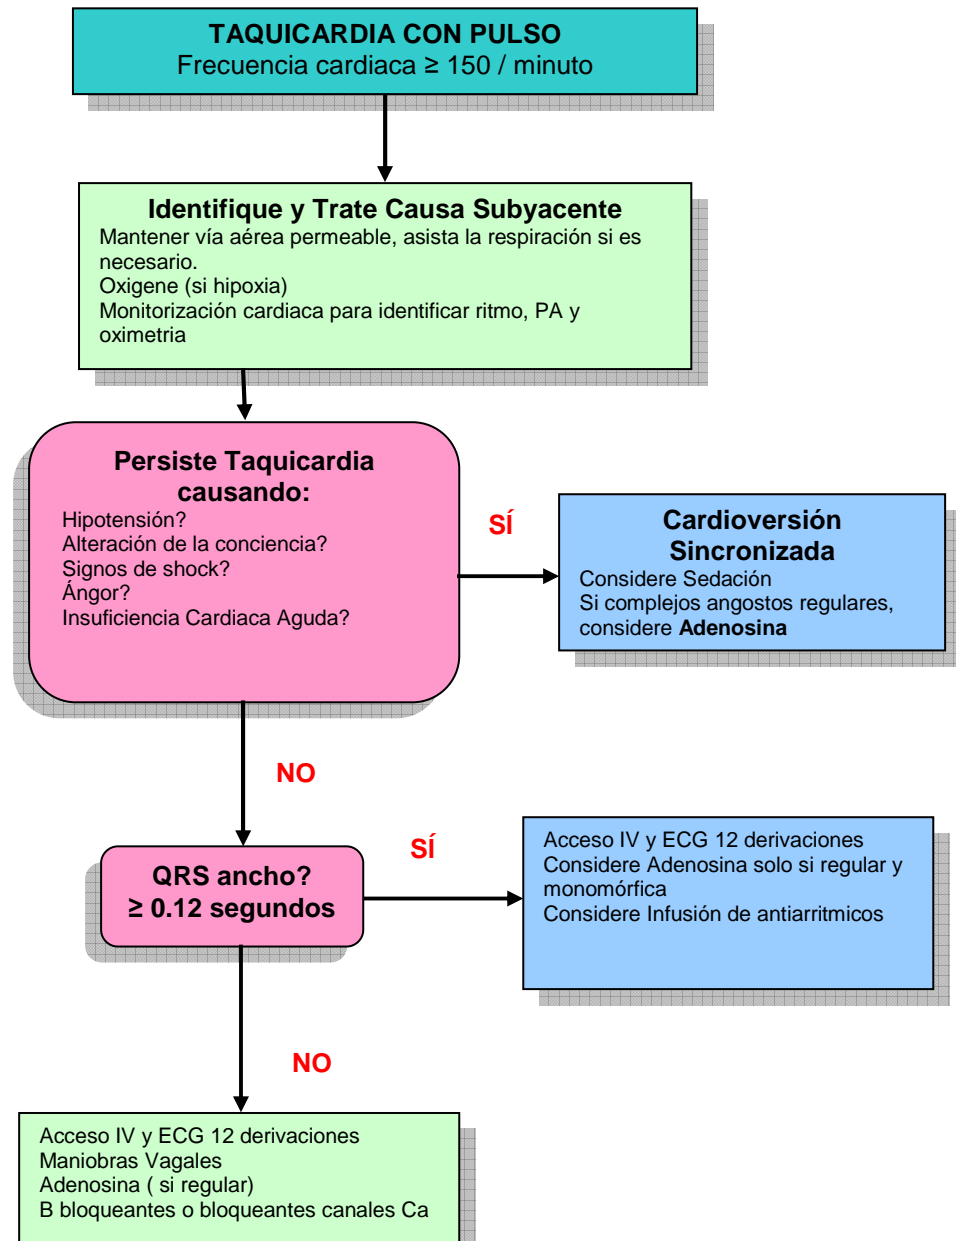 TAQUICARDIA CON PULSO
Frecuencia cardiaca ≥ 150 / minuto
Identifique y Trate Causa Subyacente
Mantener vía aérea permeable, asista la respiración si es
necesario.
Oxigene (si hipoxia)
Monitorización cardiaca para identificar ritmo, PA y
oximetria
Persiste Taquicardia
causando:
Hipotensión?
Alteración de la conciencia?
Signos de shock?
Ángor?
Insuficiencia Cardiaca Aguda?
SÍ
Cardioversión
Sincronizada
Considere Sedación
Si complejos angostos regulares,
considere Adenosina
NO
QRS ancho?
≥ 0.12 segundos
SÍ
Acceso IV y ECG 12 derivaciones
Considere Adenosina solo si regular y
monomórfica
Considere Infusión de antiarritmicos
NO
Acceso IV y ECG 12 derivaciones
Maniobras Vagales
Adenosina ( si regular)
B bloqueantes o bloqueantes canales Ca